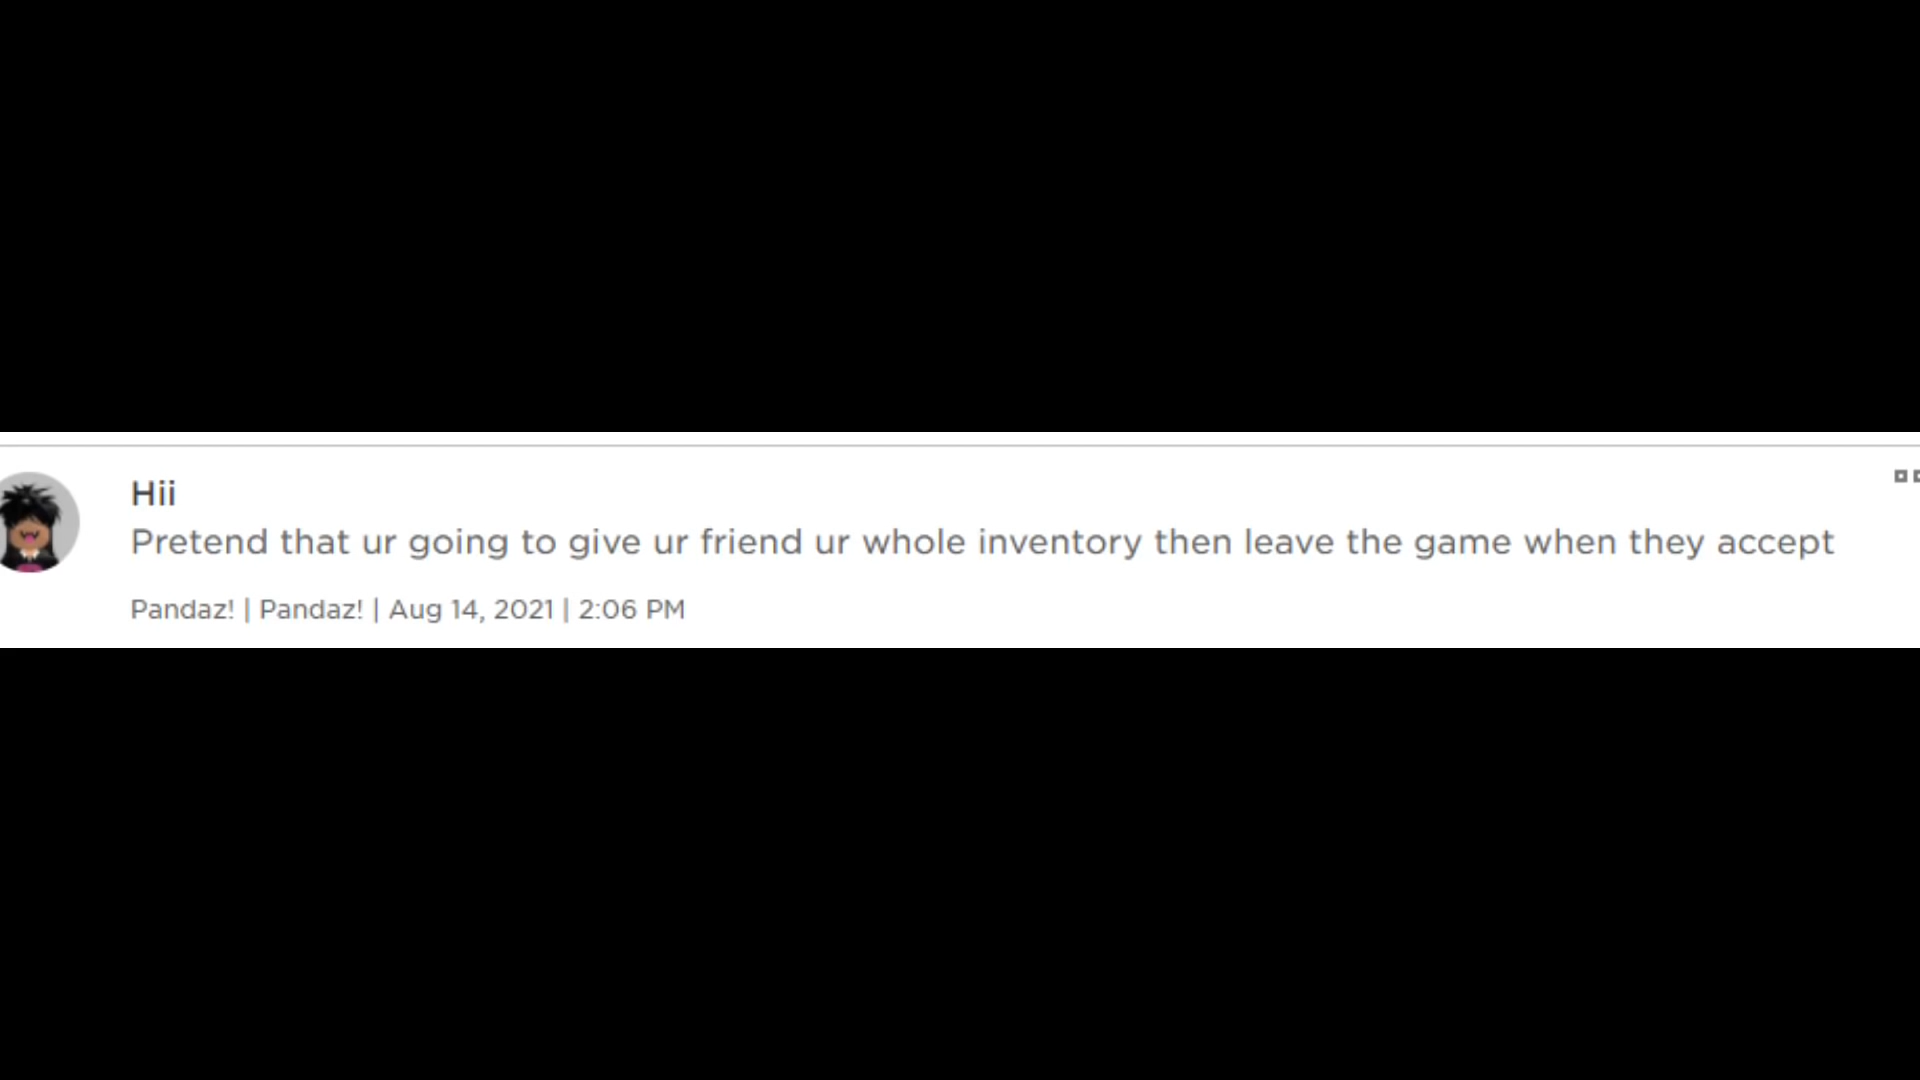 Hii
Pretend that ur going to give ur friend ur whole inventory then leave the game when they accept
Pandaz! | Pandaz! | Aug 14, 2021 | 2:06 PM